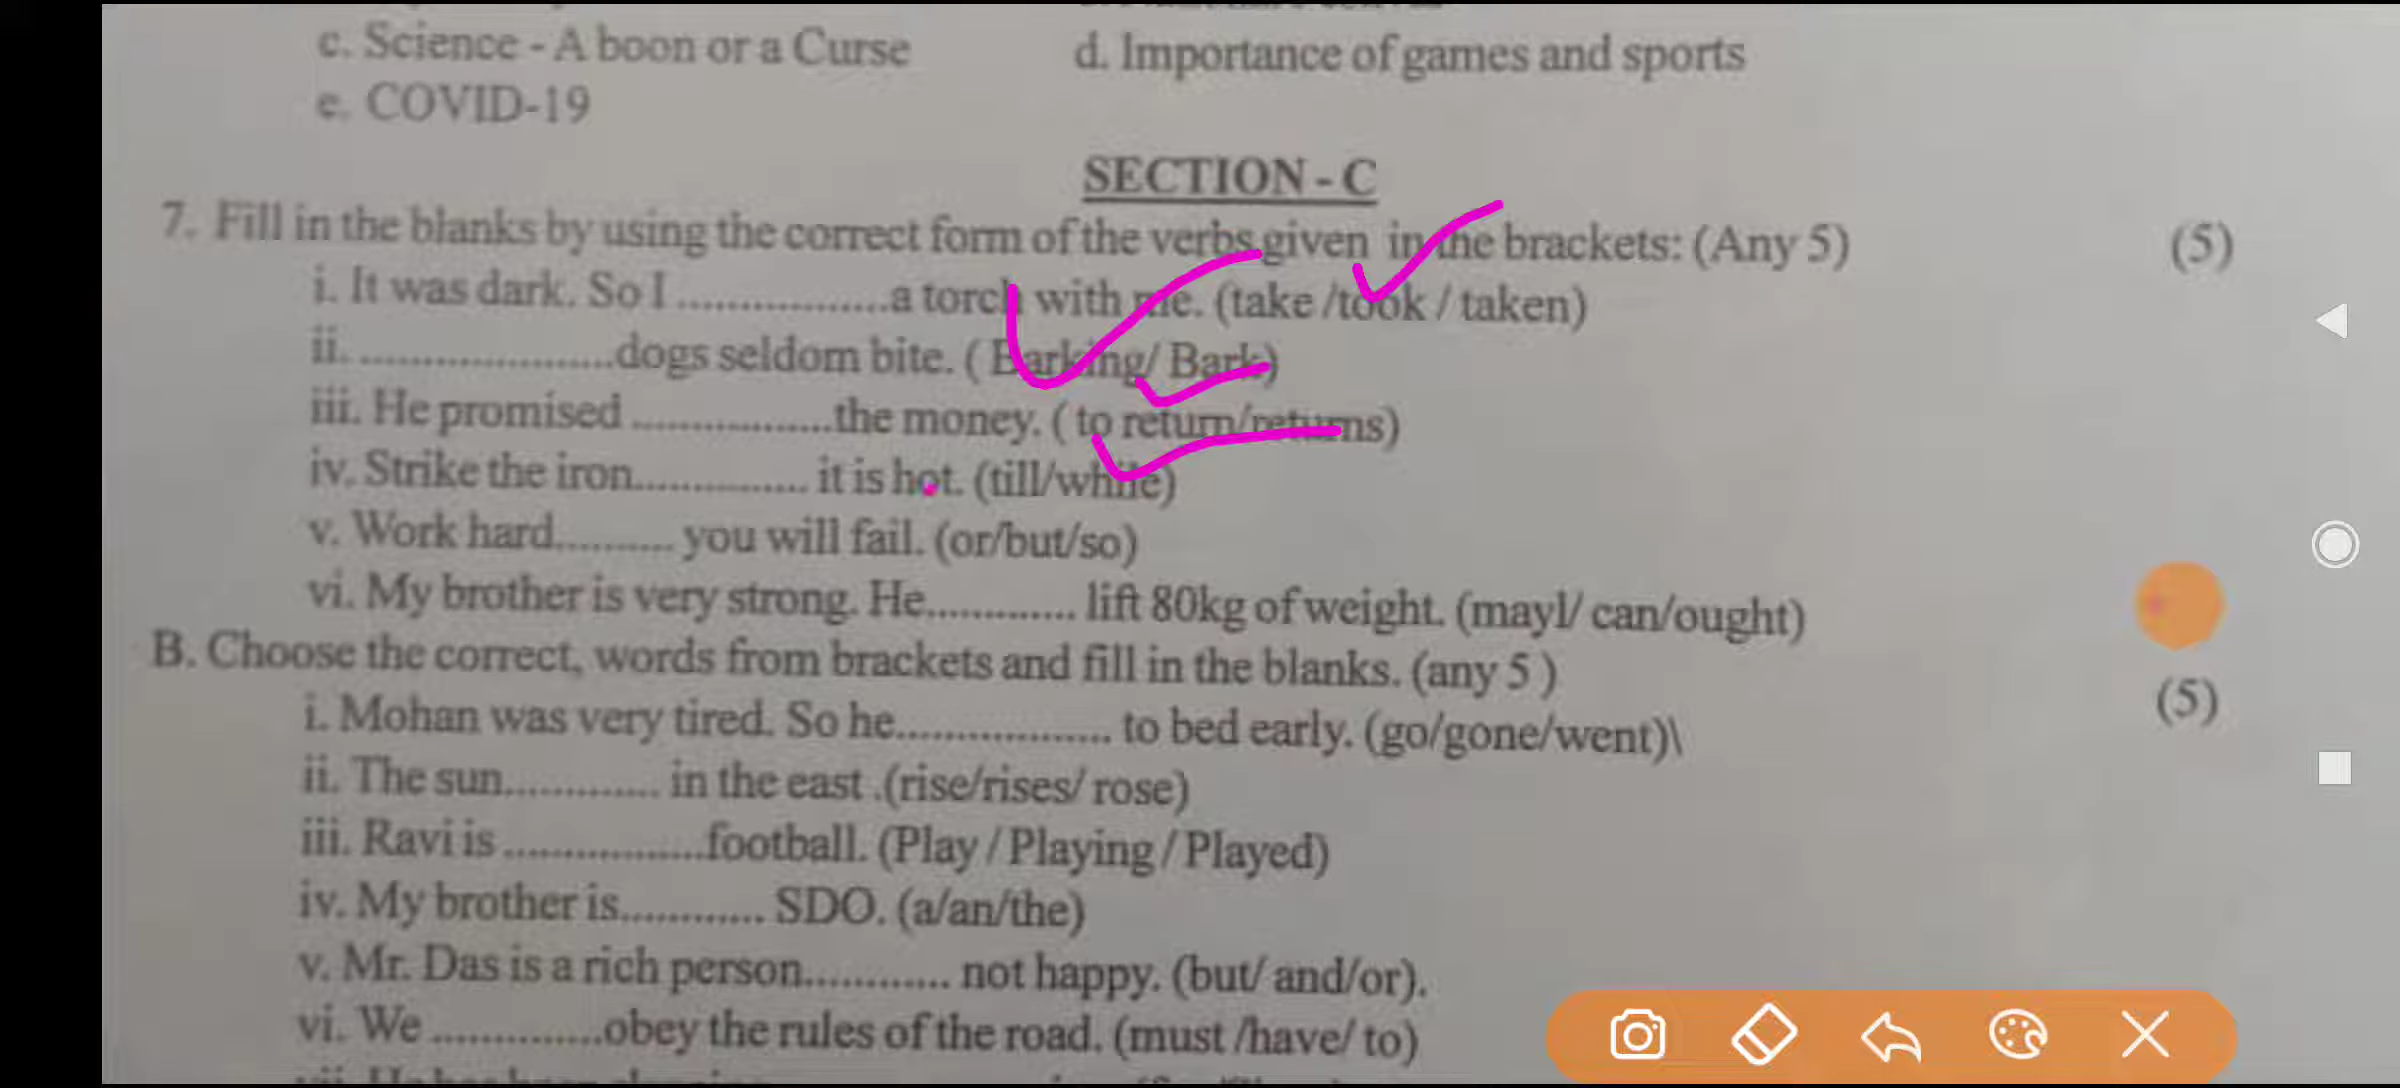 c. Science - A boon or a Curse
d. Importance of games and sports
e. COVID-19
SECTION - C
7. Fill in the blanks by using the correct form of the verbs given in the brackets: (Any 5) (5)
i. It was dark. So I ................. a torch with me. (take /took / taken)
ii. ..................... dogs seldom bite. ( Barking/ Bark)
iii. He promised ................. the money. ( to return/returns)
iv. Strike the iron.............. it is hot. (till/while)
v. Work hard.......... you will fail. (or/but/so)
vi. My brother is very strong. He............. lift 80kg of weight. (mayl/ can/ought)
B. Choose the correct, words from brackets and fill in the blanks. (any 5 )
(5)
i. Mohan was very tired. So he.................. to bed early. (go/gone/went)\
ii. The sun............. in the east .(rise/rises/ rose)
iii. Ravi is .................football. (Play / Playing / Played)
iv. My brother is............ SDO. (a/an/the)
v. Mr. Das is a rich person............ not happy. (but/ and/or).
vi. We ..............obey the rules of the road. (must /have/ to)